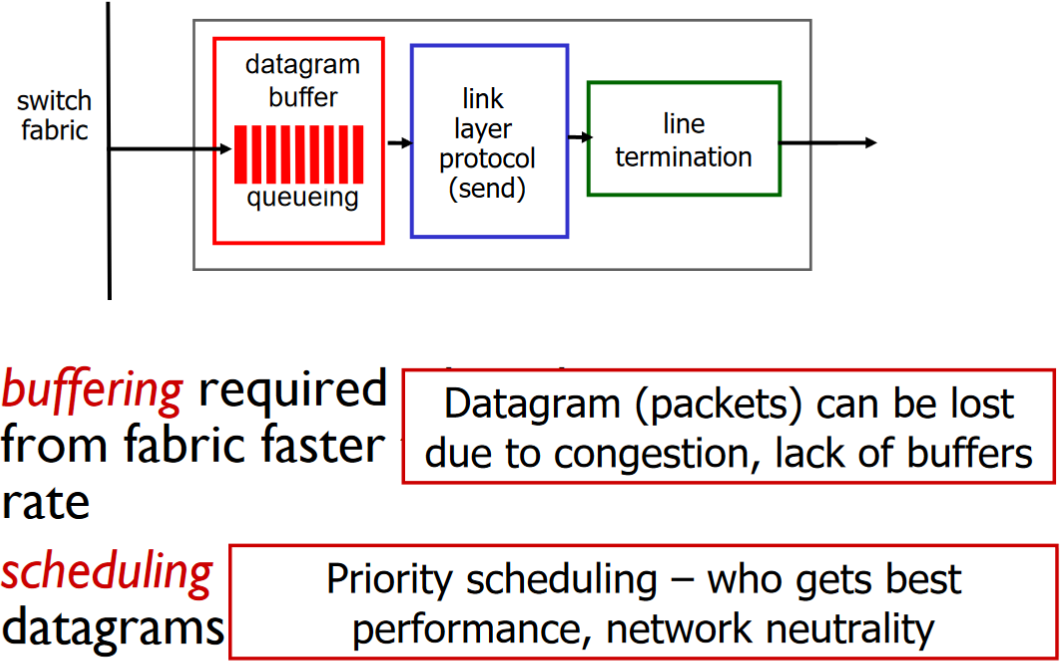 switch
fabric
datagram
buffer
queueing
link
layer
protocol
(send)
line
termination
buffering required
from fabric faster
rate
Datagram (packets) can be lost
due to congestion, lack of buffers
scheduling
datagrams
Priority scheduling – who gets best
performance, network neutrality